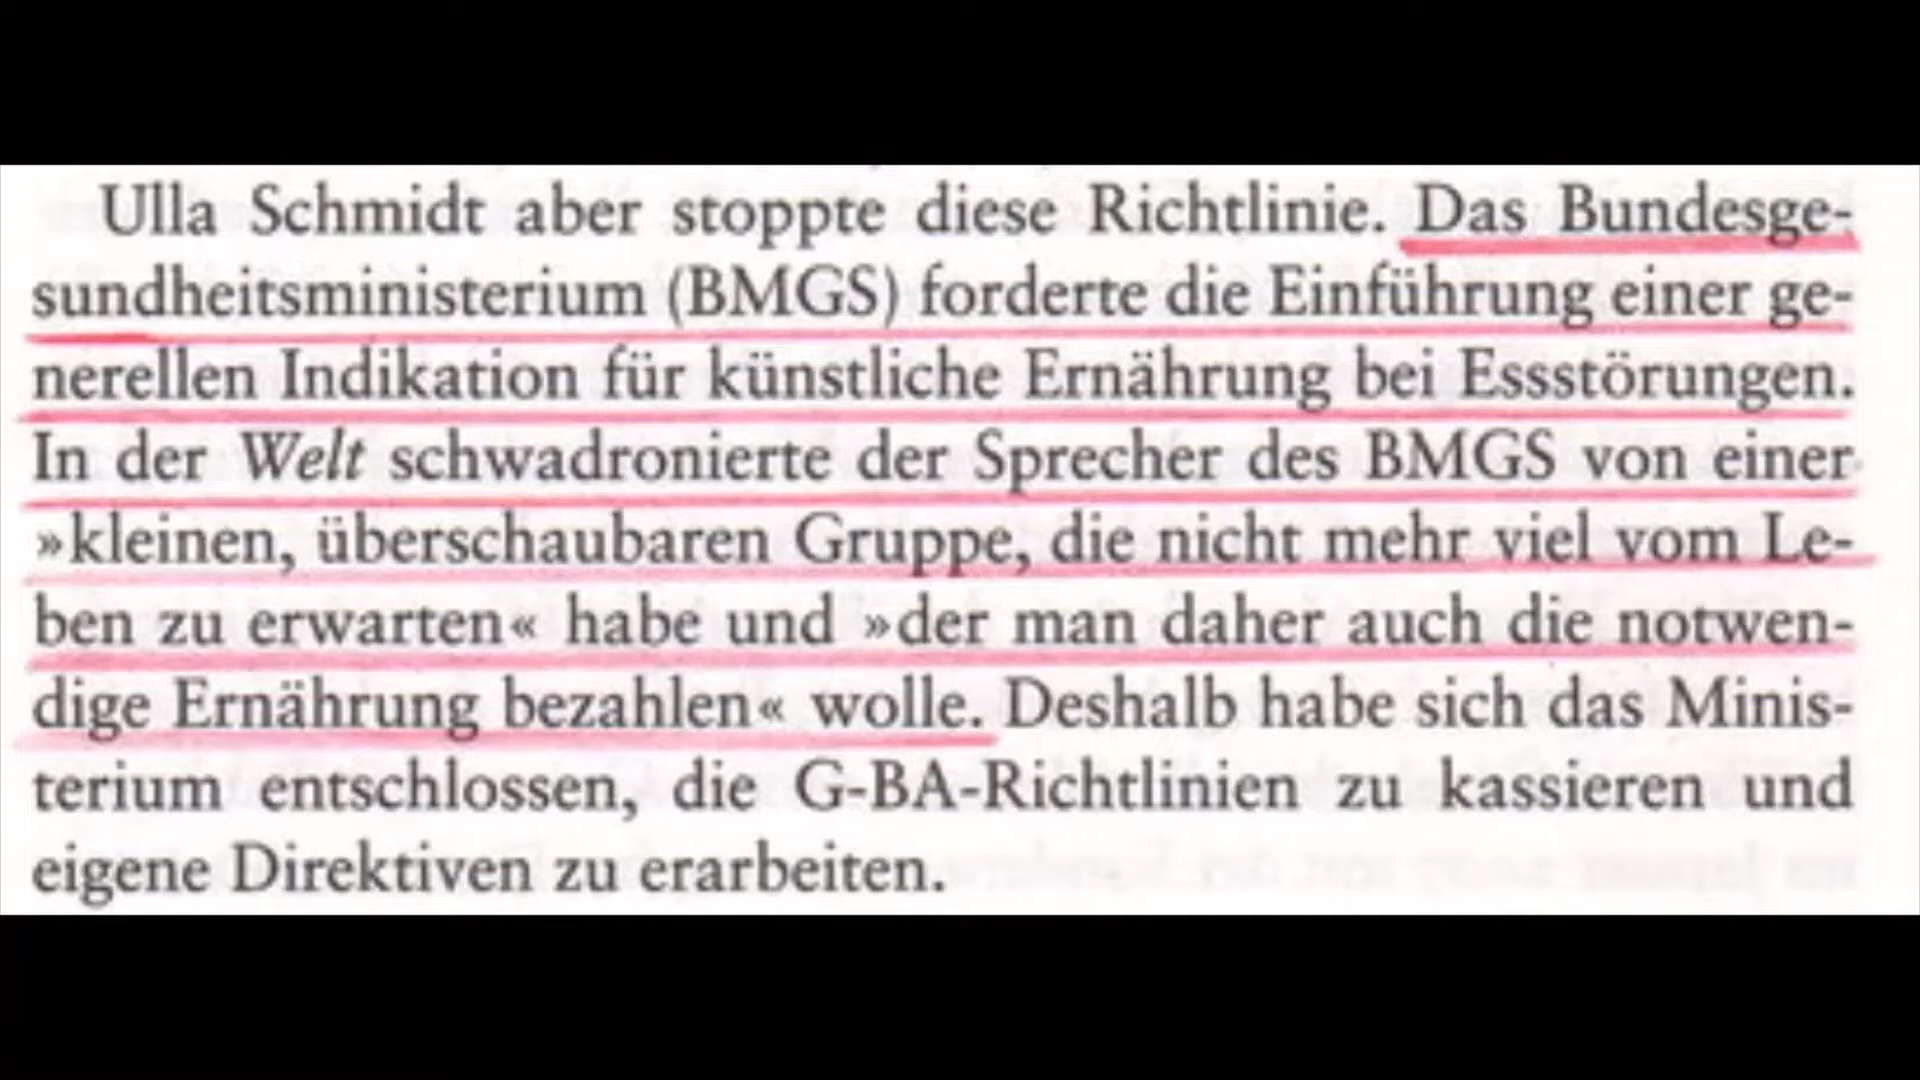 Ulla Schmidt aber stoppte diese Richtlinie. Das Bundesge-
sundheitsministerium (BMGS) forderte die Einführung einer ge-
nerellen Indikation für künstliche Ernährung bei Essstörungen.
In der Welt schwadronierte der Sprecher des BMGS von einer
»kleinen, überschaubaren Gruppe, die nicht mehr viel vom Le-
ben zu erwarten« habe und »der man daher auch die notwen-
dige Ernährung bezahlen« wolle. Deshalb habe sich das Minis-
terium entschlossen, die G-BA-Richtlinien zu kassieren und
eigene Direktiven zu erarbeiten.